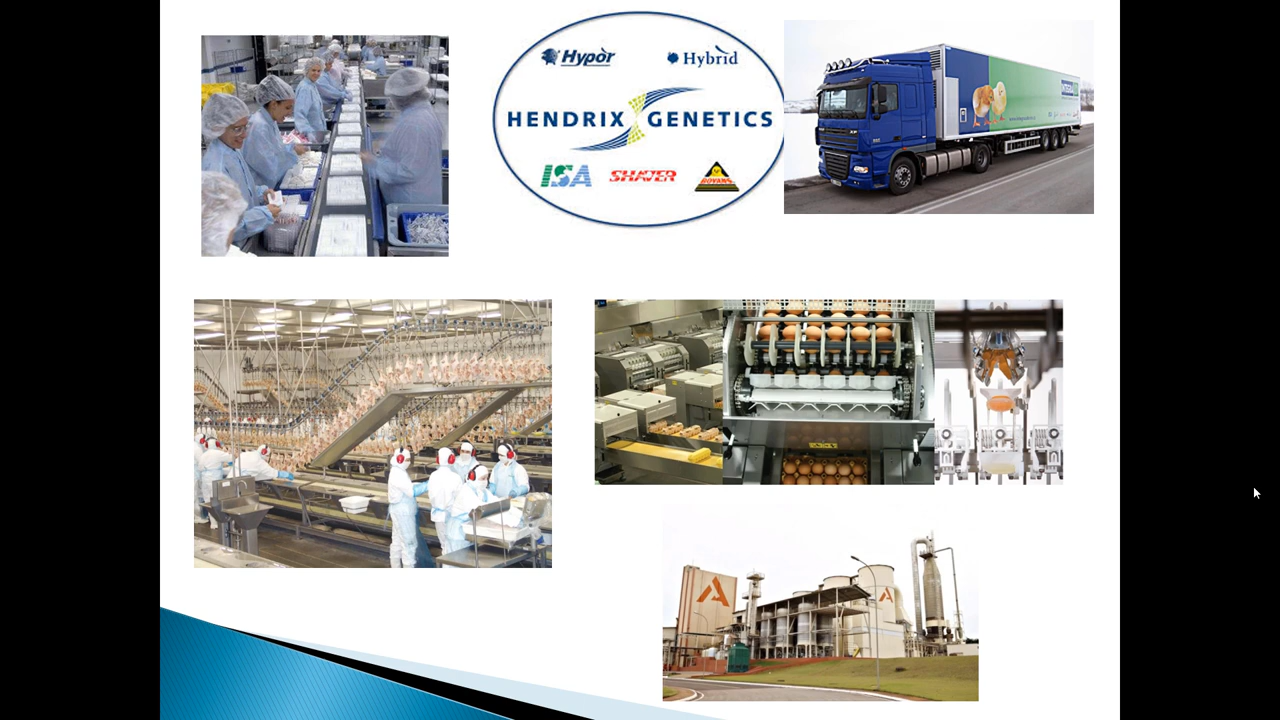 Hypor
Hybrid
HENDRIX GENETICS
ISA
SHAVER
BOVANS